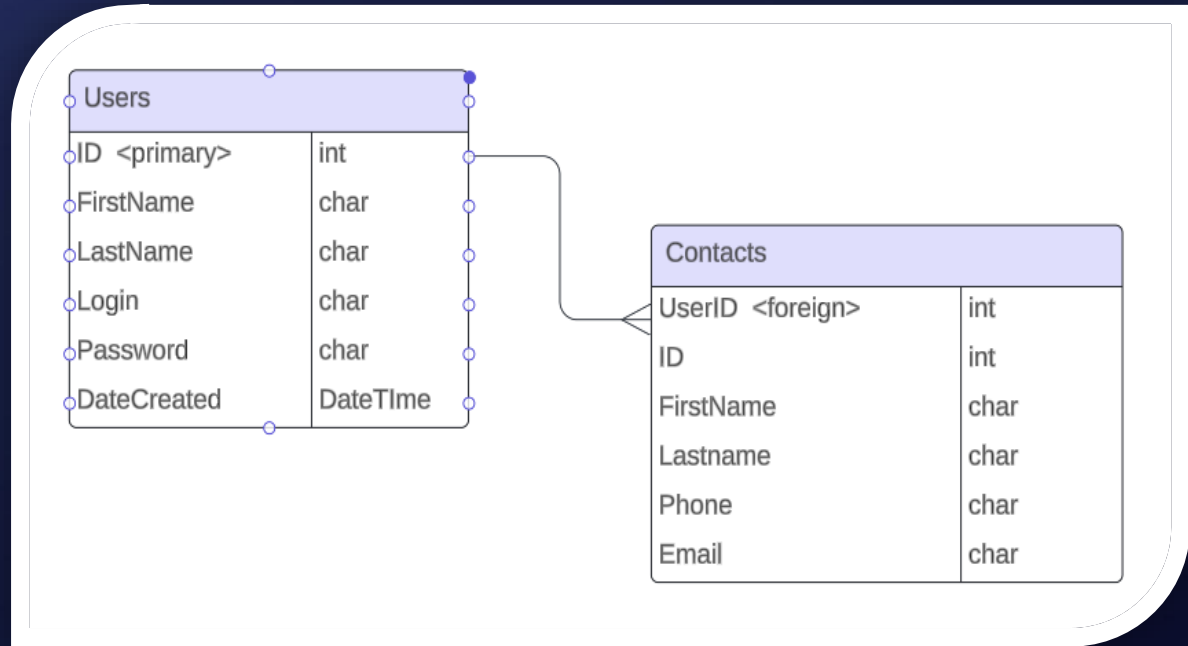 Users
ID <primary> int
FirstName char
LastName char
Login char
Password char
DateCreated DateTIme
Contacts
UserID <foreign> int
ID int
FirstName char
Lastname char
Phone char
Email char